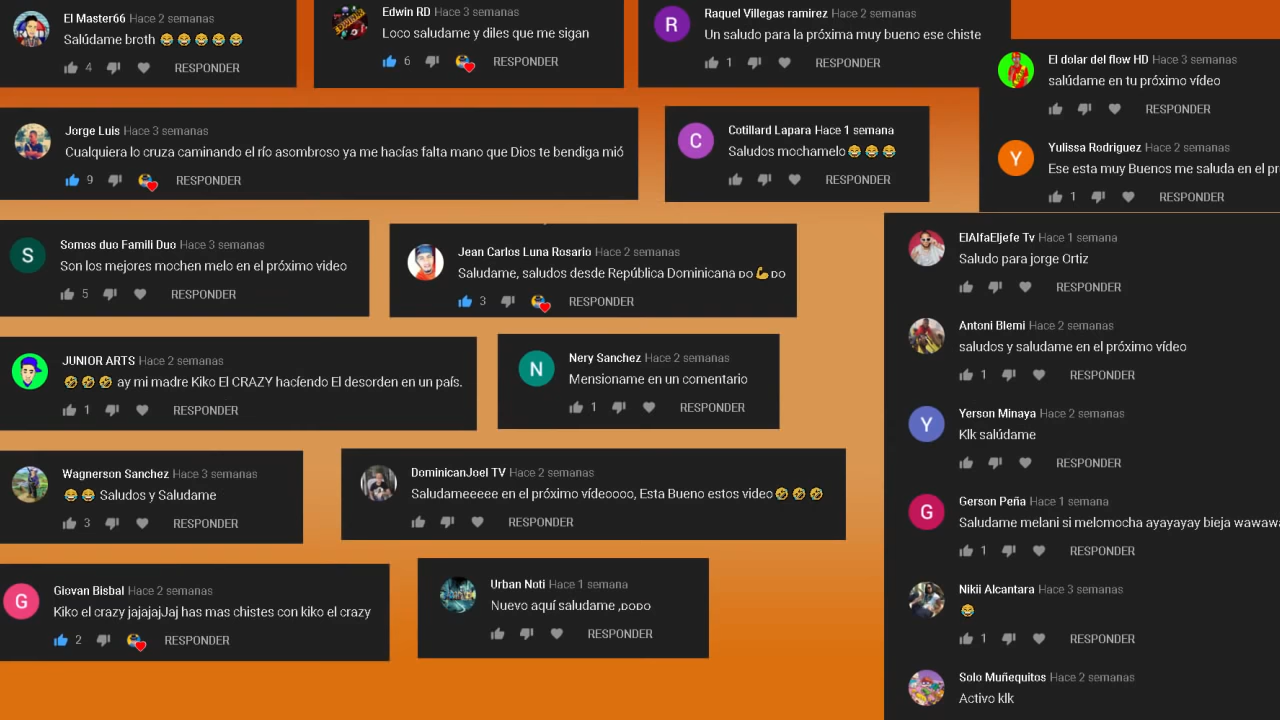 El Master66 Hace 2 semanas
Salúdame broth 😂😂😂😂😂
4 RESPONDER
Edwin RD Hace 3 semanas
Loco saludame y diles que me sigan
6 RESPONDER
Raquel Villegas ramirez Hace 2 semanas
Un saludo para la próxima muy bueno ese chiste
1 RESPONDER
El dolar del flow HD Hace 3 semanas
salúdame en tu próximo vídeo
RESPONDER
Jorge Luis Hace 3 semanas
Cualquiera lo cruza caminando el río asombroso ya me hacías falta mano que Dios te bendiga mió
9 RESPONDER
C
Cotillard Lapara Hace 1 semana
Saludos mochamelo😂😂😂
RESPONDER
R
Y
Yulissa Rodriguez Hace 2 semanas
Ese esta muy Buenos me saluda en el
1 RESPONDER
S
Somos duo Famili Duo Hace 3 semanas
Son los mejores mochen melo en el próximo video
5 RESPONDER
Jean Carlos Luna Rosario Hace 2 semanas
Saludame, saludos desde República Dominicana DO💪DO
3 RESPONDER
ElAlfaEljefe Tv Hace 1 semana
Saludo para jorge Ortiz
RESPONDER
Antoni Blemi Hace 2 semanas
saludos y saludame en el próximo vídeo
1 RESPONDER
JUNIOR ARTS Hace 2 semanas
🤣🤣🤣 ay mi madre Kiko El CRAZY hacíendo El desorden en un país.
1 RESPONDER
N
Nery Sanchez Hace 2 semanas
Mensioname en un comentario
1 RESPONDER
Y
Yerson Minaya Hace 2 semanas
Klk salúdame
RESPONDER
Wagnerson Sanchez Hace 3 semanas
😂😂 Saludos y Saludame
3 RESPONDER
DominicanJoel TV Hace 2 semanas
Saludameeeee en el próximo vídeoooo, Esta Bueno estos video🤣🤣🤣
RESPONDER
G
Gerson Peña Hace 1 semana
Saludame melani si melomocha ayayayay bieja
1 RESPONDER
G
Giovan Bisbal Hace 2 semanas
Kiko el crazy jajajajJaj has mas chistes con kiko el crazy
2 RESPONDER
Urban Noti Hace 1 semana
Nuevo aquí saludame ,DODO
RESPONDER
Nikii Alcantara Hace 3 semanas
😂
1 RESPONDER
Solo Muñequitos Hace 2 semanas
Activo klk